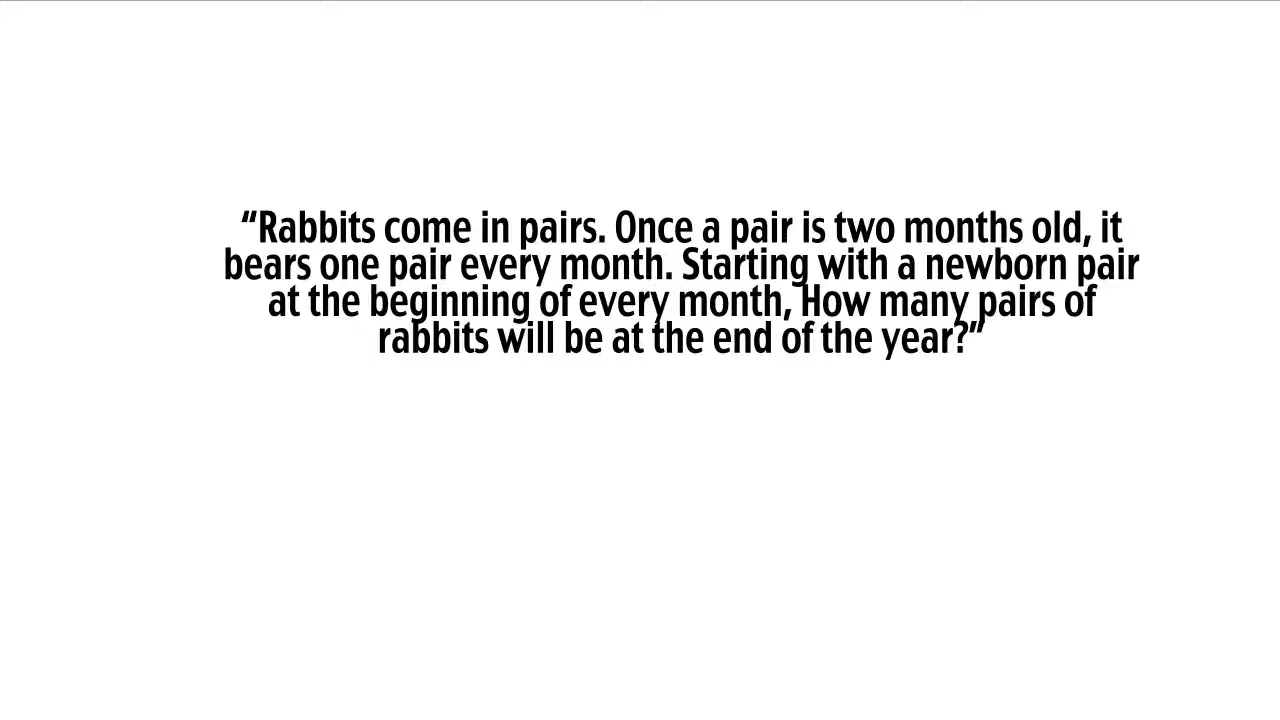 “Rabbits come in pairs. Once a pair is two months old, it
bears one pair every month. Starting with a newborn pair
at the beginning of every month, How many pairs of
rabbits will be at the end of the year?”